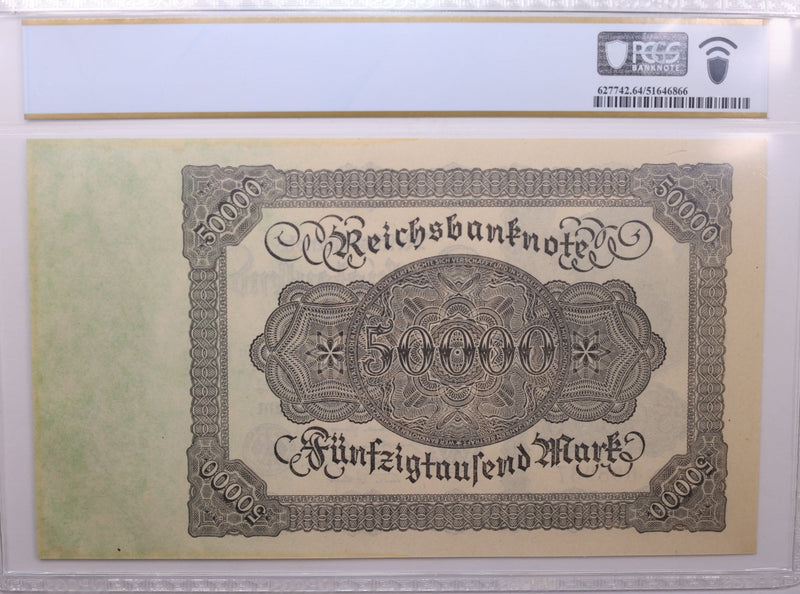 PCGS
BANKNOTE
627742.64/51646866
50000
50000
Reichsbanknote
50000
Fünfzigtausend Mark
50000
50000